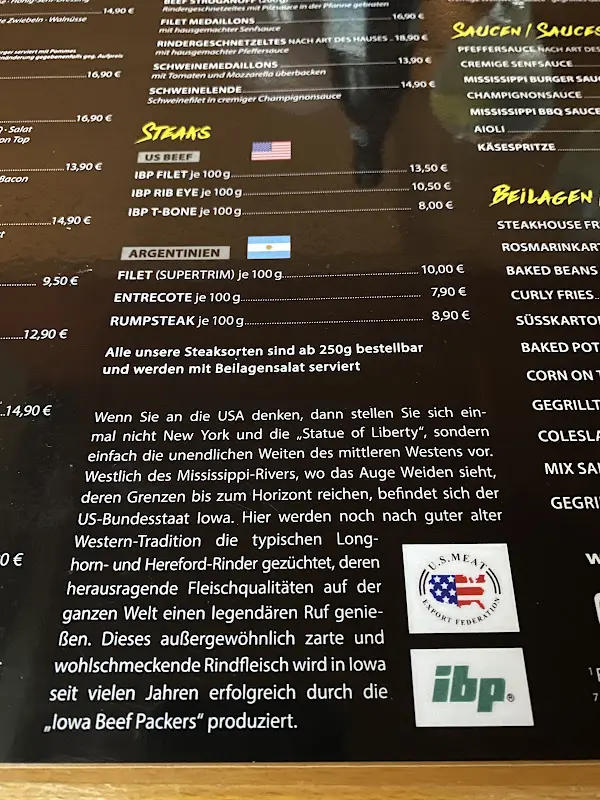 14,90 €
te Zwiebeln · Walnüsse
16,90 €
16,90 €
· Salat
on Top
13,90 €
Bacon
14,90 €
9,50 €
12,90 €
14,90 €
0 €
BEEF STROGANOFF (200g)
Rindergeschnetzeltes mit Pilzsauce in der Pfanne gebraten
FILET MEDAILLONS 16,90 €
mit hausgemachter Senfsauce
RINDERGESCHNETZELTES NACH ART DES HAUSES 18,90 €
mit hausgemachter Pfeffersauce
SCHWEINEMEDAILLONS 13,90 €
mit Tomaten und Mozzarella überbacken
SCHWEINELENDE 14,90 €
Schweinefilet in cremiger Champignonsauce
STEAKS
US BEEF
IBP FILET je 100 g 13,50 €
IBP RIB EYE je 100 g 10,50 €
IBP T-BONE je 100 g 8,00 €
ARGENTINIEN
FILET (SUPERTRIM) je 100 g 10,00 €
ENTRECOTE je 100 g 7,90 €
RUMPSTEAK je 100 g 8,90 €
Alle unsere Steaksorten sind ab 250g bestellbar
und werden mit Beilagensalat serviert
Wenn Sie an die USA denken, dann stellen Sie sich ein-
mal nicht New York und die „Statue of Liberty“, sondern
einfach die unendlichen Weiten des mittleren Westens vor.
Westlich des Mississippi-Rivers, wo das Auge Weiden sieht,
deren Grenzen bis zum Horizont reichen, befindet sich der
US-Bundesstaat Iowa. Hier werden noch nach guter alter
Western-Tradition die typischen Long-
horn- und Hereford-Rinder gezüchtet, deren
herausragende Fleischqualitäten auf der
ganzen Welt einen legendären Ruf genie-
ßen. Dieses außergewöhnlich zarte und
wohlschmeckende Rindfleisch wird in Iowa
seit vielen Jahren erfolgreich durch die
„Iowa Beef Packers“ produziert.
U.S. MEAT
EXPORT FEDERATION
ibp®
SAUCEN / SAUCES
PFEFFERSAUCE NACH ART DES
CREMIGE SENFSAUCE
MISSISSIPPI BURGER SAUC
CHAMPIGNONSAUCE
MISSISSIPPI BBQ SAUCE
AIOLI
KÄSESPRITZE
BEILAGEN
STEAKHOUSE FR
ROSMARINKAR
BAKED BEANS
CURLY FRIES
SÜSSKARTO
BAKED POT
CORN ON T
GEGRILLT
COLESLA
MIX SA
GEGRI